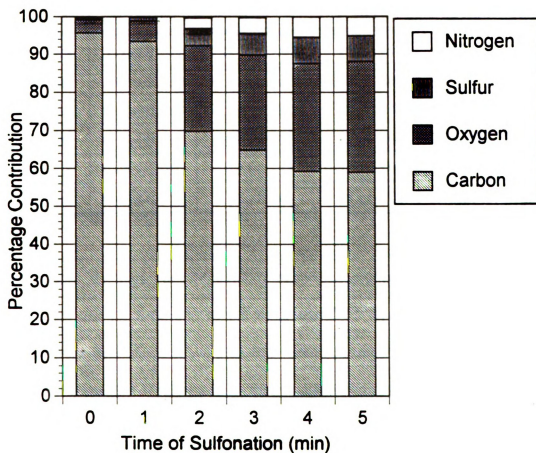 100
90
80
70
60
50
40
30
20
10
0
Percentage Contribution
0 1 2 3 4 5
Time of Sulfonation (min)
Nitrogen
Sulfur
Oxygen
Carbon